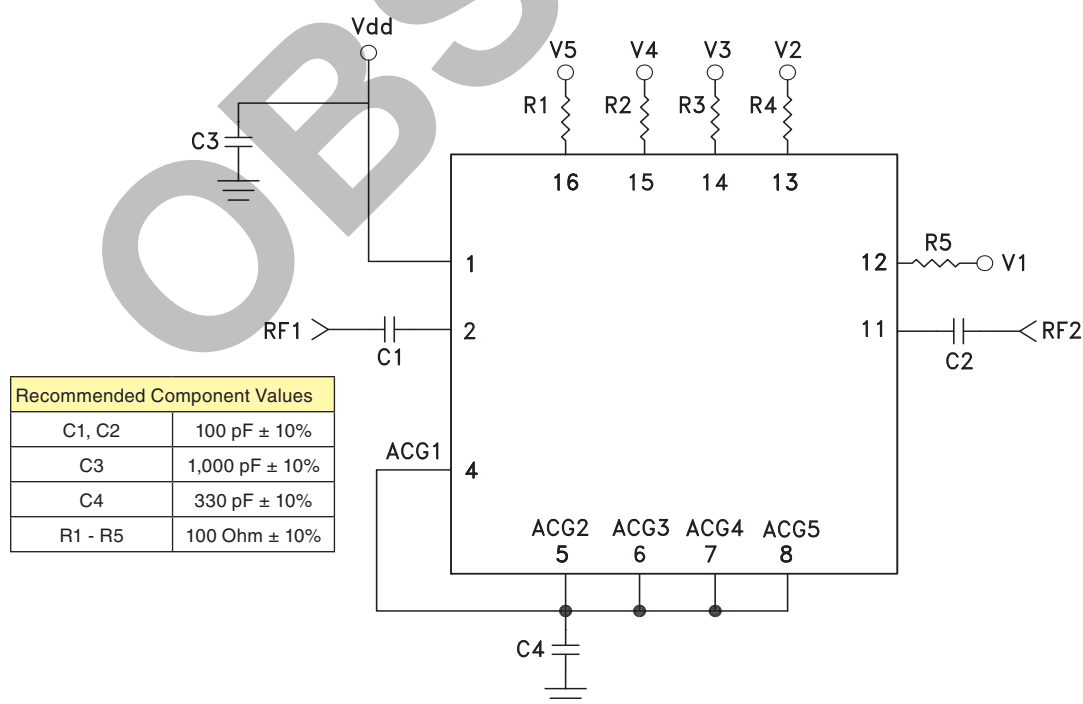 OBS
Vdd
V5 V4 V3 V2
R1 R2 R3 R4
C3
16 15 14 13
R5
1 12 V1
RF1 2 11 RF2
C1 C2
Recommended Component Values
C1, C2 100 pF ± 10%
C3 1,000 pF ± 10%
C4 330 pF ± 10%
R1 - R5 100 Ohm ± 10%
ACG1
4
ACG2 ACG3 ACG4 ACG5
5 6 7 8
C4